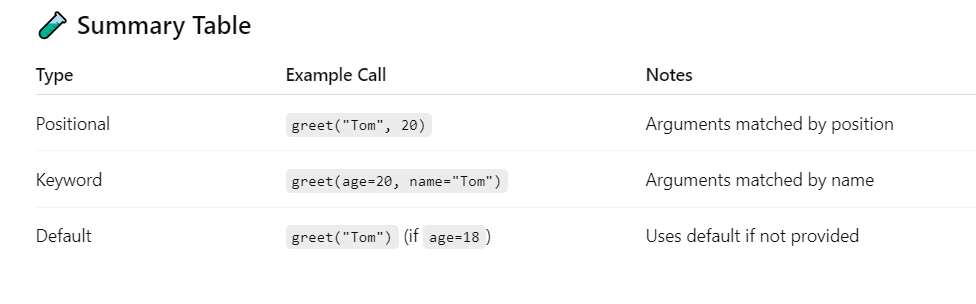 Summary Table
Type Example Call Notes
Positional greet("Tom", 20) Arguments matched by position
Keyword greet(age=20, name="Tom") Arguments matched by name
Default greet("Tom") (if age=18) Uses default if not provided